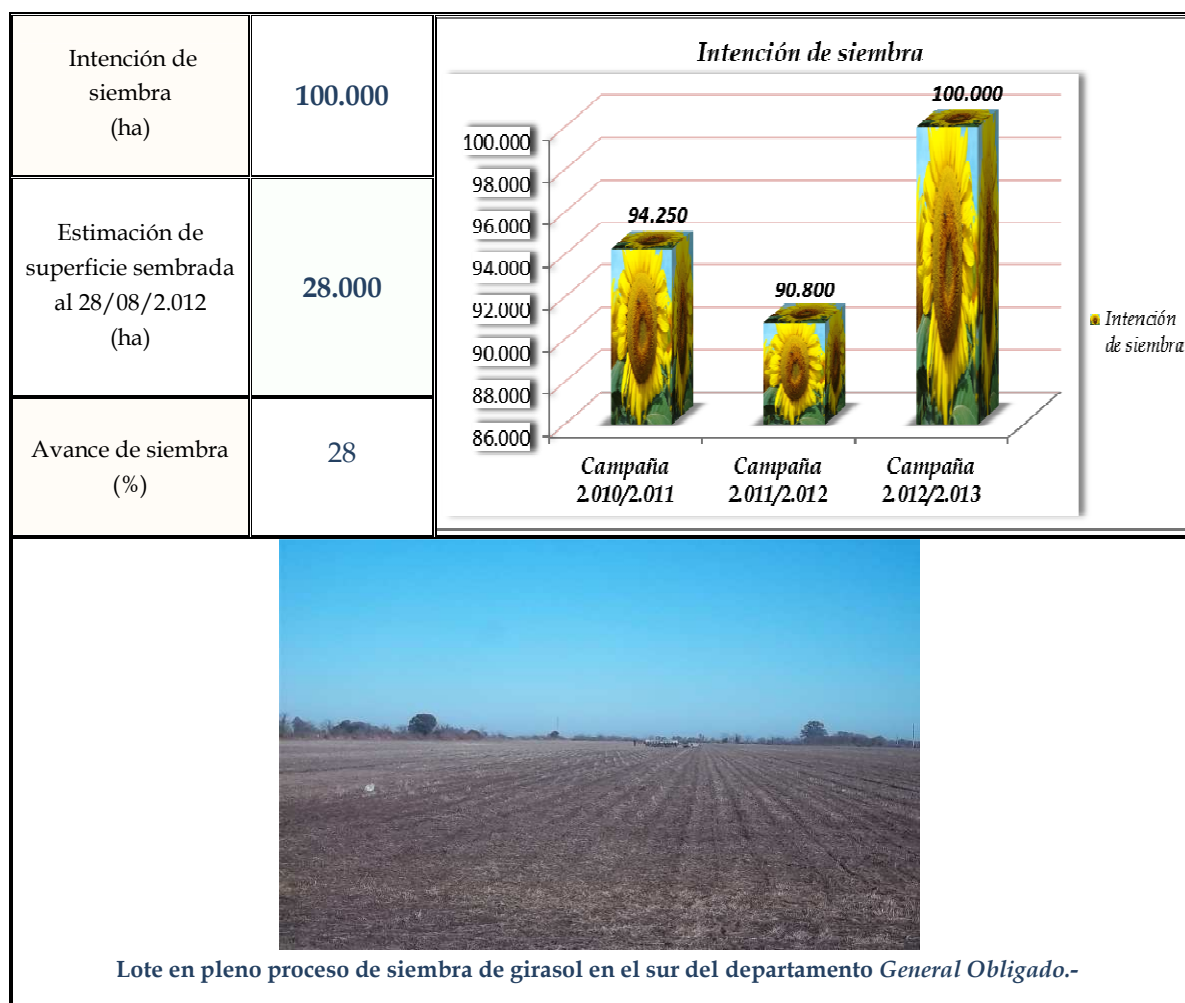 Intención de
siembra
(ha)
100.000
Estimación de
superficie sembrada
al 28/08/2.012
(ha)
28.000
Avance de siembra
(%)
28
Intención de siembra
100.000
98.000
96.000
94.000
92.000
90.000
88.000
86.000
94.250
90.800
100.000
Campaña
2.010/2.011
Campaña
2.011/2.012
Campaña
2.012/2.013
Intención
de siembra
Lote en pleno proceso de siembra de girasol en el sur del departamento General Obligado.-